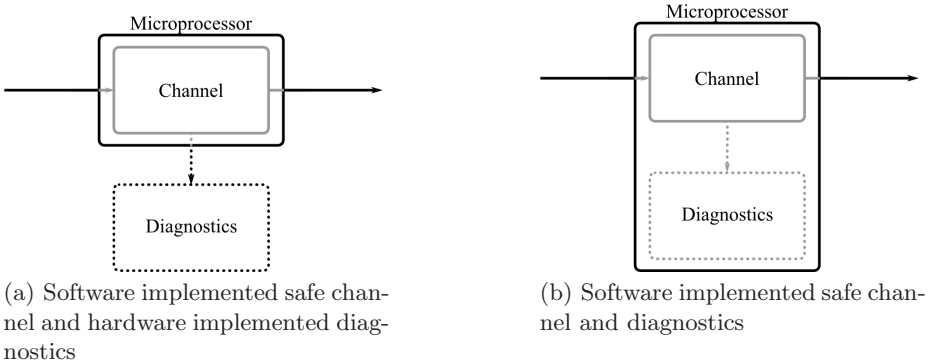 Microprocessor
Channel
Diagnostics
(a) Software implemented safe chan-
nel and hardware implemented diag-
nostics
Microprocessor
Channel
Diagnostics
(b) Software implemented safe chan-
nel and diagnostics